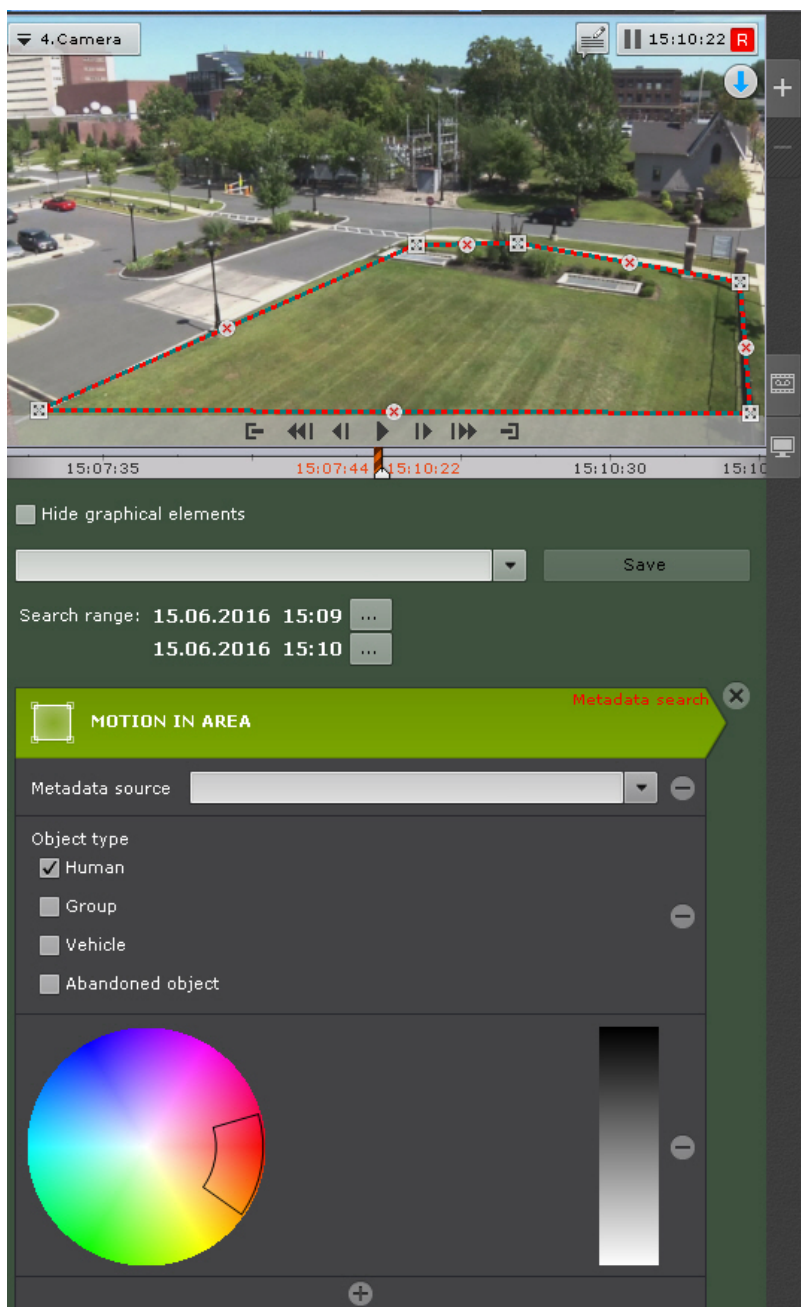 4.Camera
15:10:22 R
15:07:35 15:07:44 15:10:22 15:10:30 15:10
Hide graphical elements
Save
Search range: 15.06.2016 15:09 ...
15.06.2016 15:10 ...
Metadata search
MOTION IN AREA
Metadata source
Object type
Human
Group
Vehicle
Abandoned object